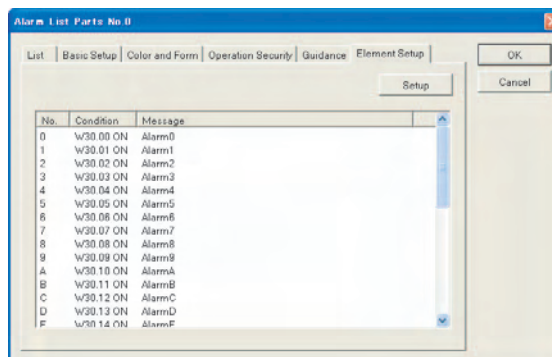 Alarm List Parts No.0
List Basic Setup Color and Form Operation Security Guidance Element Setup
OK
Cancel
Setup
No. Condition Message
0 W30.00 ON Alarm0
1 W30.01 ON Alarm1
2 W30.02 ON Alarm2
3 W30.03 ON Alarm3
4 W30.04 ON Alarm4
5 W30.05 ON Alarm5
6 W30.06 ON Alarm6
7 W30.07 ON Alarm7
8 W30.08 ON Alarm8
9 W30.09 ON Alarm9
A W30.10 ON AlarmA
B W30.11 ON AlarmB
C W30.12 ON AlarmC
D W30.13 ON AlarmD
W30.14 ON